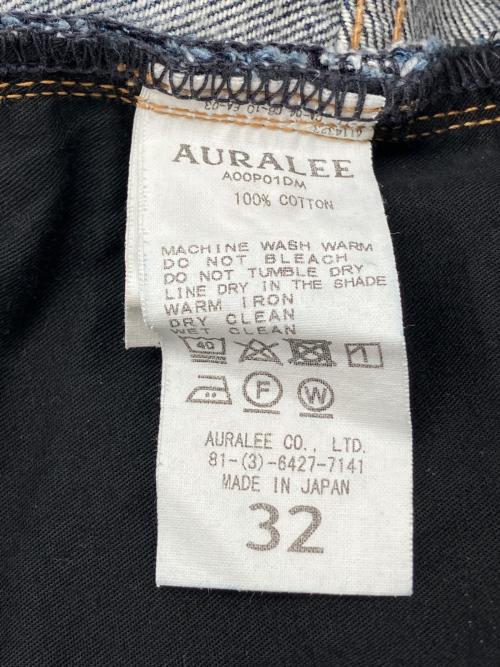 AURALEE
A00P01DM
100% COTTON
MACHINE WASH WARM
DO NOT BLEACH
DO NOT TUMBLE DRY
LINE DRY IN THE SHADE
WARM IRON
DRY CLEAN
WET CLEAN
40
F
W
AURALEE CO., LTD.
81-(3)-6427-7141
MADE IN JAPAN
32